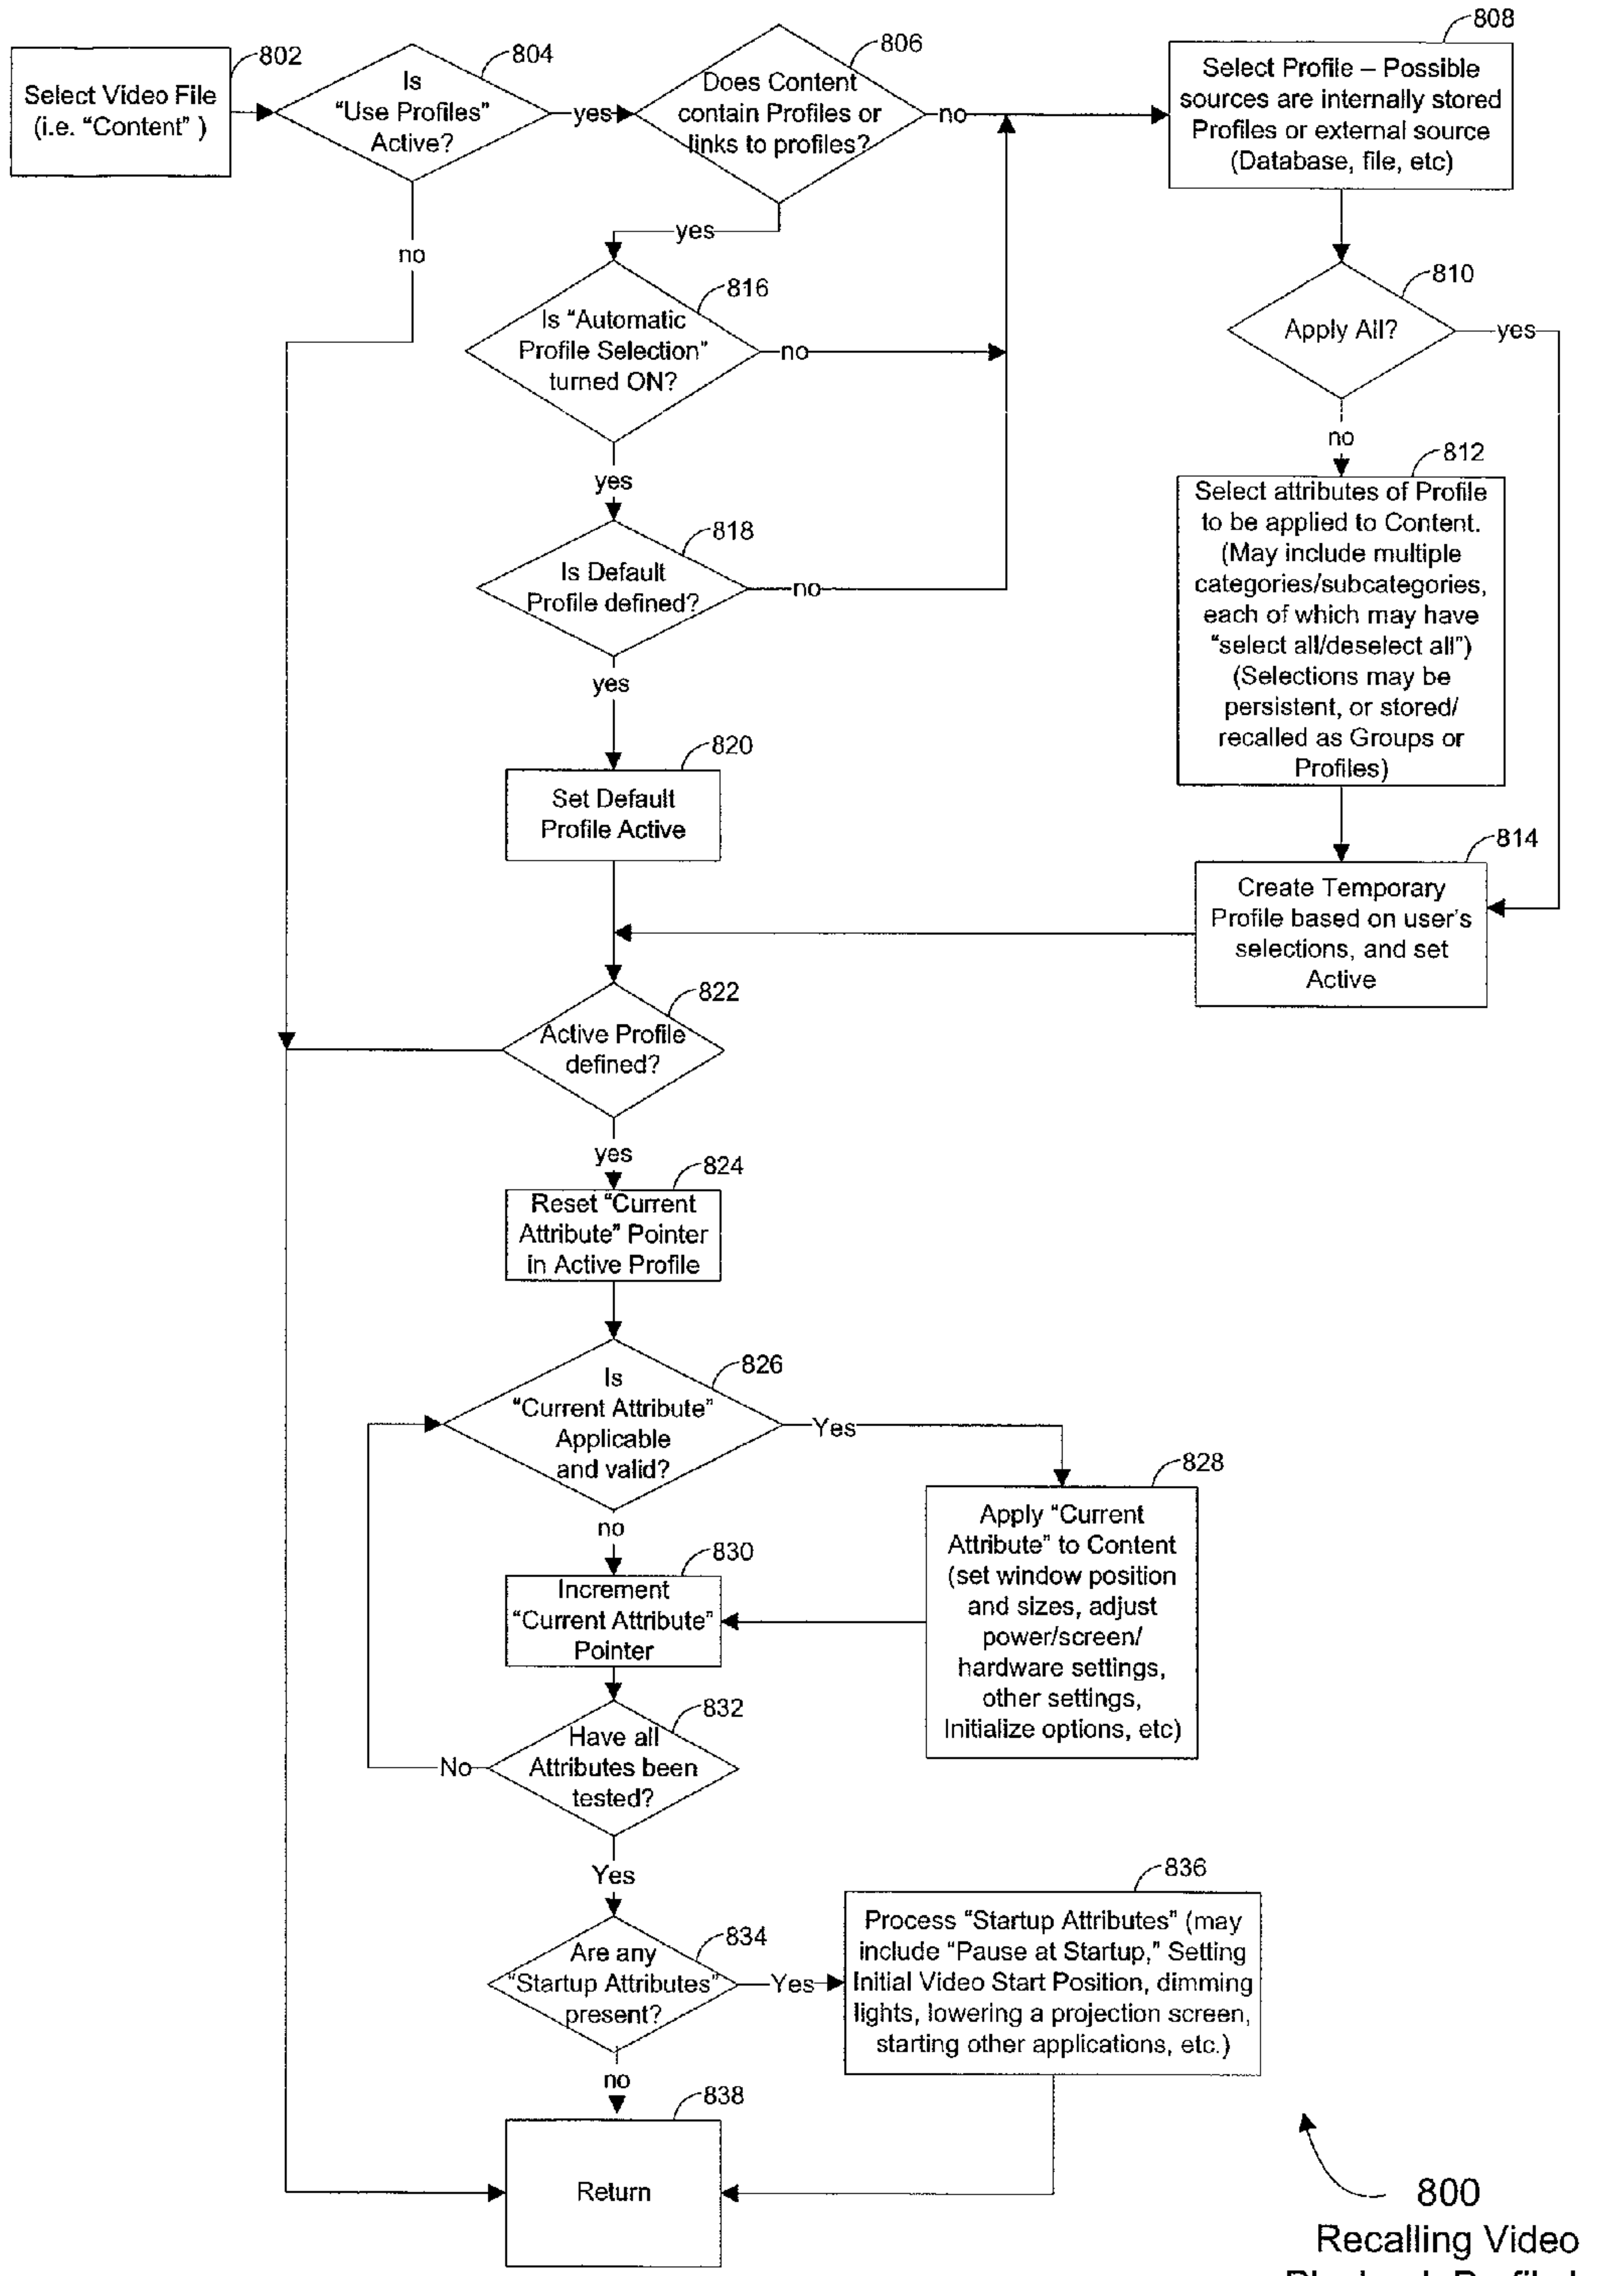 802
Select Video File
(i.e. “Content” )
804
Is
“Use Profiles”
Active?
yes
no
806
Does Content
contain Profiles or
links to profiles?
no
yes
808
Select Profile – Possible
sources are internally stored
Profiles or external source
(Database, file, etc)
810
Apply All?
yes
no
812
Select attributes of Profile
to be applied to Content.
(May include multiple
categories/subcategories,
each of which may have
“select all/deselect all”)
(Selections may be
persistent, or stored/
recalled as Groups or
Profiles)
814
Create Temporary
Profile based on user’s
selections, and set
Active
816
Is “Automatic
Profile Selection”
turned ON?
no
yes
818
Is Default
Profile defined?
no
yes
820
Set Default
Profile Active
822
Active Profile
defined?
yes
824
Reset “Current
Attribute” Pointer
in Active Profile
826
Is
“Current Attribute”
Applicable
and valid?
Yes
no
828
Apply “Current
Attribute” to Content
(set window position
and sizes, adjust
power/screen/
hardware settings,
other settings,
Initialize options, etc)
830
Increment
“Current Attribute”
Pointer
832
Have all
Attributes been
tested?
No
Yes
834
Are any
“Startup Attributes”
present?
Yes
no
836
Process “Startup Attributes” (may
include “Pause at Startup,” Setting
Initial Video Start Position, dimming
lights, lowering a projection screen,
starting other applications, etc.)
838
Return
800
Recalling Video